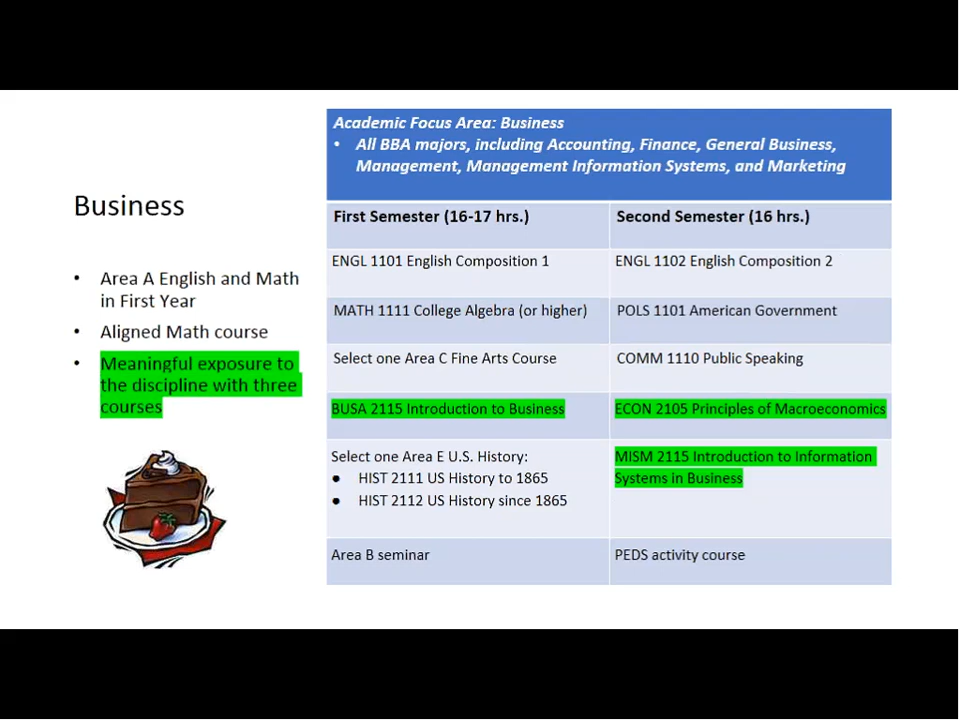 Business
• Area A English and Math
in First Year
• Aligned Math course
• Meaningful exposure to
the discipline with three
courses
Academic Focus Area: Business
• All BBA majors, including Accounting, Finance, General Business,
Management, Management Information Systems, and Marketing
First Semester (16-17 hrs.)
Second Semester (16 hrs.)
ENGL 1101 English Composition 1
ENGL 1102 English Composition 2
MATH 1111 College Algebra (or higher)
POLS 1101 American Government
Select one Area C Fine Arts Course
COMM 1110 Public Speaking
BUSA 2115 Introduction to Business
ECON 2105 Principles of Macroeconomics
Select one Area E U.S. History:
● HIST 2111 US History to 1865
● HIST 2112 US History since 1865
MISM 2115 Introduction to Information
Systems in Business
Area B seminar
PEDS activity course